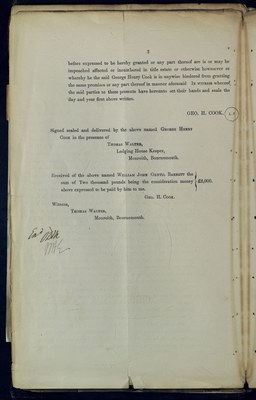 2
before expressed to be hereby granted or any part thereof are is or may be
impeached affected or incumbered in title estate or otherwise howsoever or
whereby he the said George Henry Cook is in anywise hindered from granting
the same premises or any part thereof in manner aforesaid In witness whereof
the said parties to these presents have hereunto set their hands and seals the
day and year first above written.
GEO. H. COOK.
Signed sealed and delivered by the above named GEORGE HENRY
COOK in the presence of
THOMAS WALTER,
Lodging House Keeper,
Bournemouth.
Received of the above named WILLIAM JOHN BARRETT the
sum of Two thousand pounds being the consideration money
above expressed to be paid by him to me.
£2,000.
GEO. H. COOK.
Witness,
THOMAS WALTER,
Bournemouth.